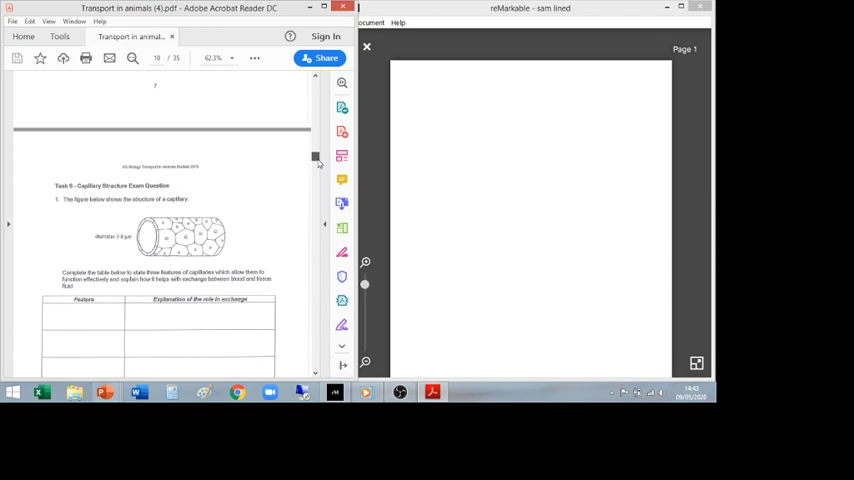 Transport in animals (4).pdf - Adobe Acrobat Reader DC
File Edit View Window Help
Home Tools Transport in animal... × Sign In
10 / 35 62.3% Share
7
AS Biology Transport in Animals Booklet 2019
Task 6 - Capillary Structure Exam Question
1. The figure below shows the structure of a capillary.
diameter 7-8 µm
Complete the table below to state three features of capillaries which allow them to
function effectively and explain how it helps with exchange between blood and tissue
fluid
Feature Explanation of the role in exchange
reMarkable - sam lined
ocument Help
Page 1
14:42
09/05/2020